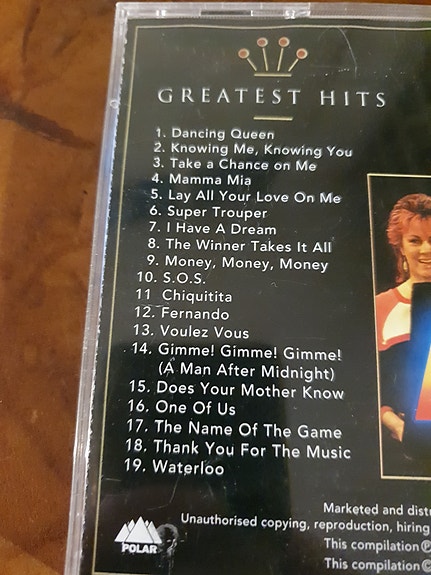 GREATEST HITS
1. Dancing Queen
2. Knowing Me, Knowing You
3. Take a Chance on Me
4. Mamma Mia
5. Lay All Your Love On Me
6. Super Trouper
7. I Have A Dream
8. The Winner Takes It All
9. Money, Money, Money
10. S.O.S.
11 Chiquitita
12. Fernando
13. Voulez Vous
14. Gimme! Gimme! Gimme!
(A Man After Midnight)
15. Does Your Mother Know
16. One Of Us
17. The Name Of The Game
18. Thank You For The Music
19. Waterloo
Marketed and
Unauthorised copying, reproduction, hiring
This compilation ℗
This compilation ©
POLAR